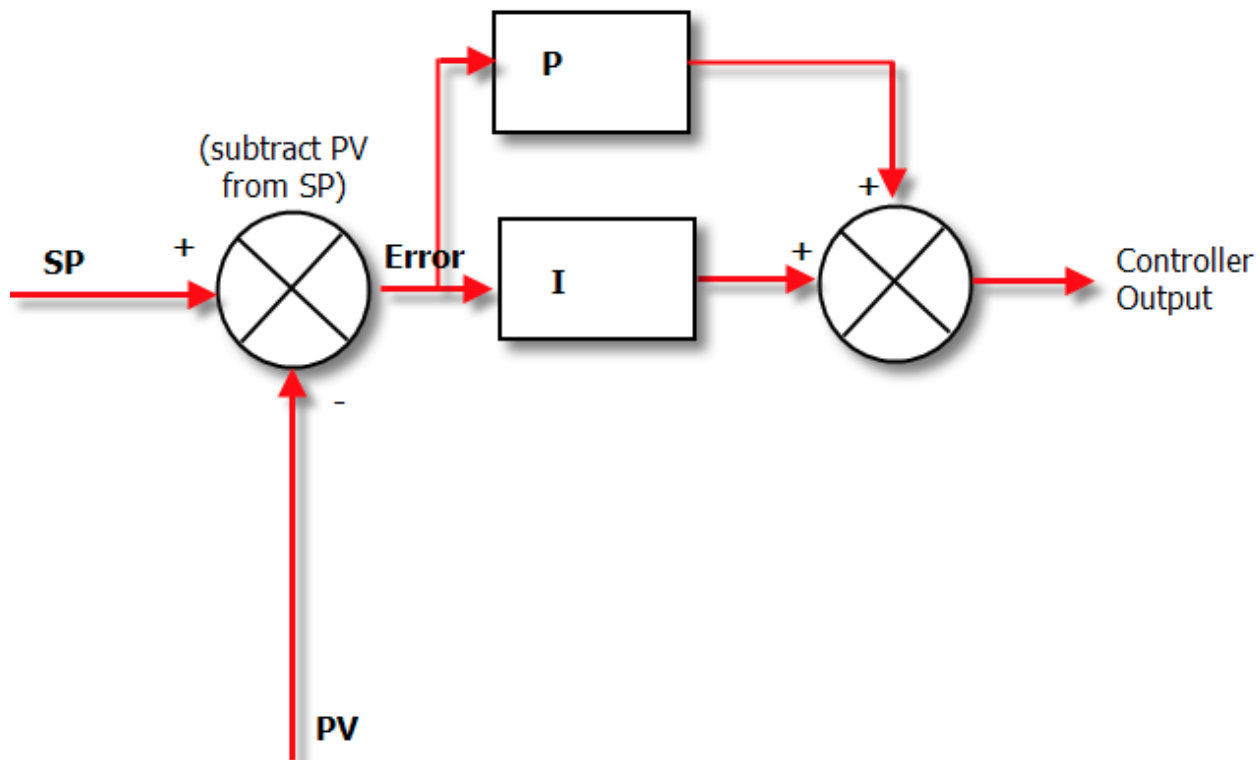 P
(subtract PV
from SP)
+
SP
+
Error
+
I
Controller
Output
-
PV